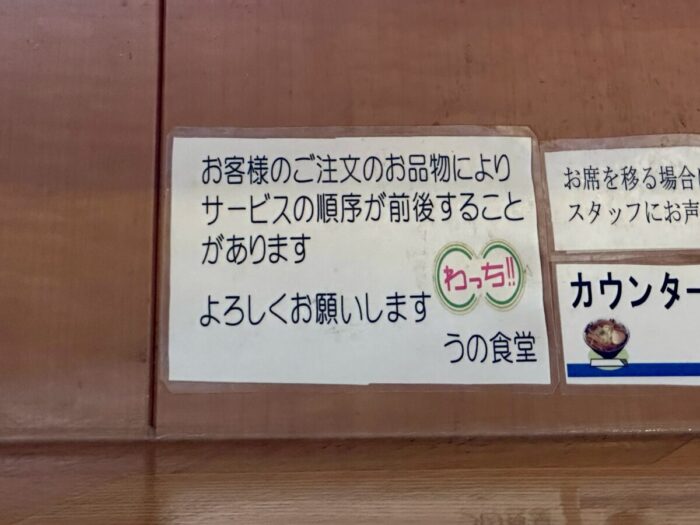 お客様のご注文のお品物により
サービスの順序が前後すること
があります
わっち!!
よろしくお願いします
うの食堂
お席を移る場合
スタッフにお声
カウンター